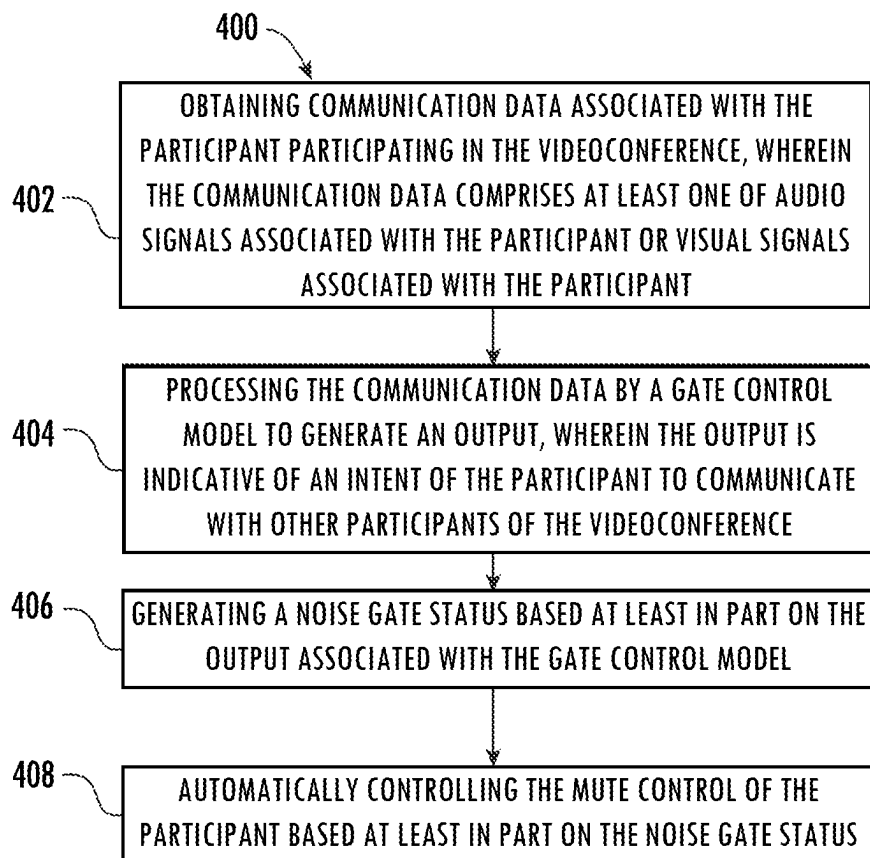 400
OBTAINING COMMUNICATION DATA ASSOCIATED WITH THE
PARTICIPANT PARTICIPATING IN THE VIDEOCONFERENCE, WHEREIN
THE COMMUNICATION DATA COMPRISES AT LEAST ONE OF AUDIO
SIGNALS ASSOCIATED WITH THE PARTICIPANT OR VISUAL SIGNALS
ASSOCIATED WITH THE PARTICIPANT
402
PROCESSING THE COMMUNICATION DATA BY A GATE CONTROL
MODEL TO GENERATE AN OUTPUT, WHEREIN THE OUTPUT IS
INDICATIVE OF AN INTENT OF THE PARTICIPANT TO COMMUNICATE
WITH OTHER PARTICIPANTS OF THE VIDEOCONFERENCE
404
GENERATING A NOISE GATE STATUS BASED AT LEAST IN PART ON THE
OUTPUT ASSOCIATED WITH THE GATE CONTROL MODEL
406
AUTOMATICALLY CONTROLLING THE MUTE CONTROL OF THE
PARTICIPANT BASED AT LEAST IN PART ON THE NOISE GATE STATUS
408